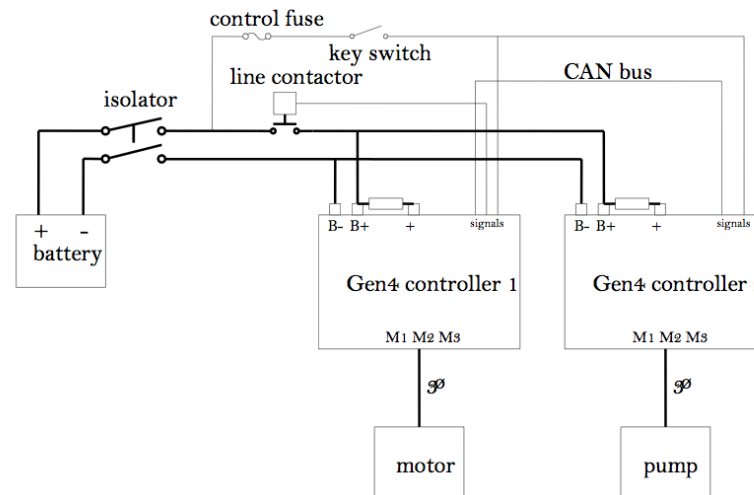 control fuse
key switch
line contactor
CAN bus
isolator
+ -
battery
B- B+ + signals
B- B+ + signals
Gen4 controller 1
Gen4 controller
M1 M2 M3
M1 M2 M3
3Ø
3Ø
motor
pump